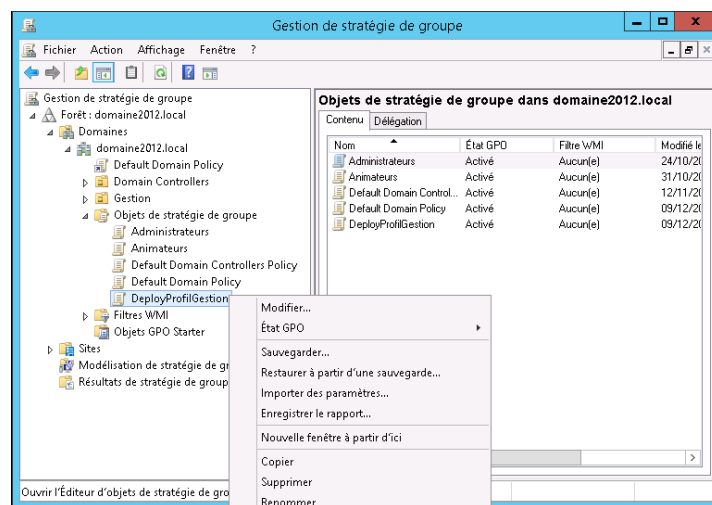 Gestion de stratégie de groupe
Fichier Action Affichage Fenêtre ?
Gestion de stratégie de groupe
Forêt : domaine2012.local
Domaines
domaine2012.local
Default Domain Policy
Domain Controllers
Gestion
Objets de stratégie de groupe
Administrateurs
Animateurs
Default Domain Controllers Policy
Default Domain Policy
DeployProfilGestion
Filtres WMI
Objets GPO Starter
Sites
Modélisation de stratégie de gr
Résultats de stratégie de group
Objets de stratégie de groupe dans domaine2012.local
Contenu Délégation
Nom État GPO Filtre WMI Modifié le
Administrateurs Activé Aucun(e) 24/10/20
Animateurs Activé Aucun(e) 31/10/20
Default Domain Control... Activé Aucun(e) 12/11/20
Default Domain Policy Activé Aucun(e) 09/12/20
DeployProfilGestion Activé Aucun(e) 09/12/20
Modifier...
État GPO
Sauvegarder...
Restaurer à partir d'une sauvegarde...
Importer des paramètres...
Enregistrer le rapport...
Nouvelle fenêtre à partir d'ici
Copier
Supprimer
Renommer
Ouvrir l'Éditeur d'objets de stratégie de gro